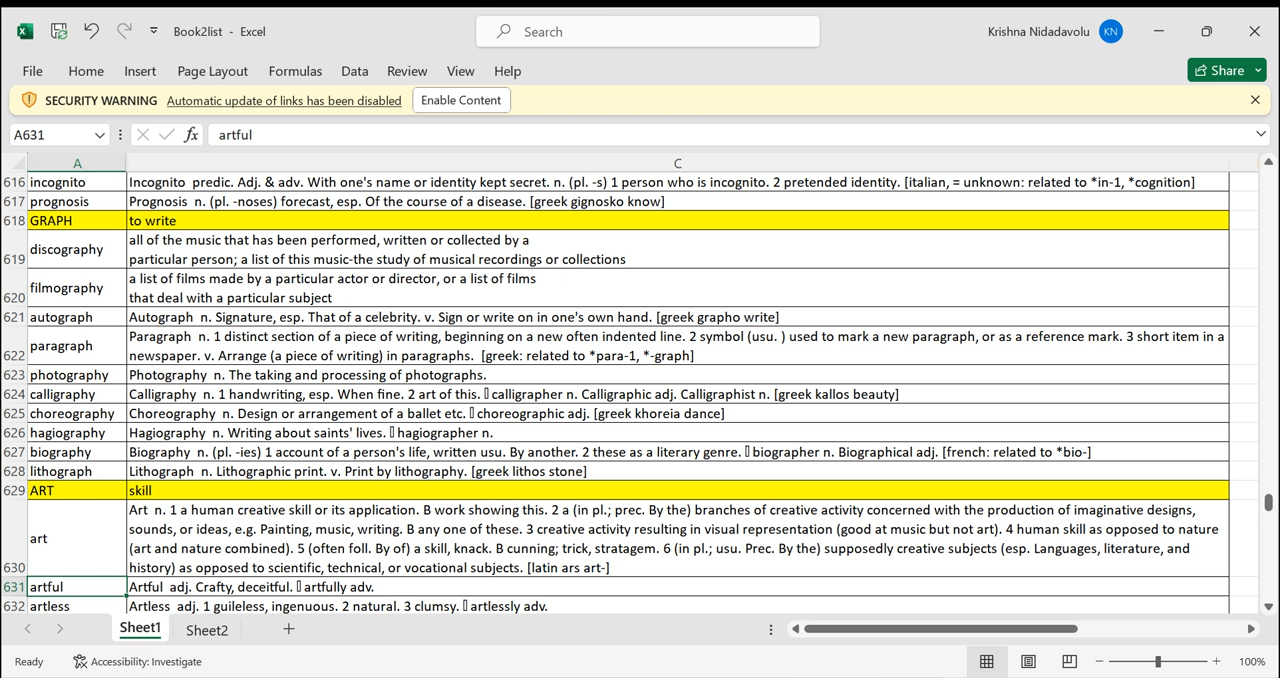 Book2list - Excel
Search
Krishna Nidadavolu KN
File Home Insert Page Layout Formulas Data Review View Help Share
SECURITY WARNING Automatic update of links has been disabled Enable Content
A631 fx artful
A C
616 incognito Incognito predic. Adj. & adv. With one's name or identity kept secret. n. (pl. -s) 1 person who is incognito. 2 pretended identity. [italian, = unknown: related to *in-1, *cognition]
617 prognosis Prognosis n. (pl. -noses) forecast, esp. Of the course of a disease. [greek gignosko know]
618 GRAPH to write
619 discography all of the music that has been performed, written or collected by a
particular person; a list of this music-the study of musical recordings or collections
620 filmography a list of films made by a particular actor or director, or a list of films
that deal with a particular subject
621 autograph Autograph n. Signature, esp. That of a celebrity. v. Sign or write on in one's own hand. [greek grapho write]
622 paragraph Paragraph n. 1 distinct section of a piece of writing, beginning on a new often indented line. 2 symbol (usu. ) used to mark a new paragraph, or as a reference mark. 3 short item in a
newspaper. v. Arrange (a piece of writing) in paragraphs. [greek: related to *para-1, *-graph]
623 photography Photography n. The taking and processing of photographs.
624 calligraphy Calligraphy n. 1 handwriting, esp. When fine. 2 art of this. calligrapher n. Calligraphic adj. Calligraphist n. [greek kallos beauty]
625 choreography Choreography n. Design or arrangement of a ballet etc. choreographic adj. [greek khoreia dance]
626 hagiography Hagiography n. Writing about saints' lives. hagiographer n.
627 biography Biography n. (pl. -ies) 1 account of a person's life, written usu. By another. 2 these as a literary genre. biographer n. Biographical adj. [french: related to *bio-]
628 lithograph Lithograph n. Lithographic print. v. Print by lithography. [greek lithos stone]
629 ART skill
630 art Art n. 1 a human creative skill or its application. B work showing this. 2 a (in pl.; prec. By the) branches of creative activity concerned with the production of imaginative designs,
sounds, or ideas, e.g. Painting, music, writing. B any one of these. 3 creative activity resulting in visual representation (good at music but not art). 4 human skill as opposed to nature
(art and nature combined). 5 (often foll. By of) a skill, knack. B cunning; trick, stratagem. 6 (in pl.; usu. Prec. By the) supposedly creative subjects (esp. Languages, literature, and
history) as opposed to scientific, technical, or vocational subjects. [latin ars art-]
631 artful Artful adj. Crafty, deceitful. artfully adv.
632 artless Artless adj. 1 guileless, ingenuous. 2 natural. 3 clumsy. artlessly adv.
Sheet1 Sheet2
Ready Accessibility: Investigate 100%